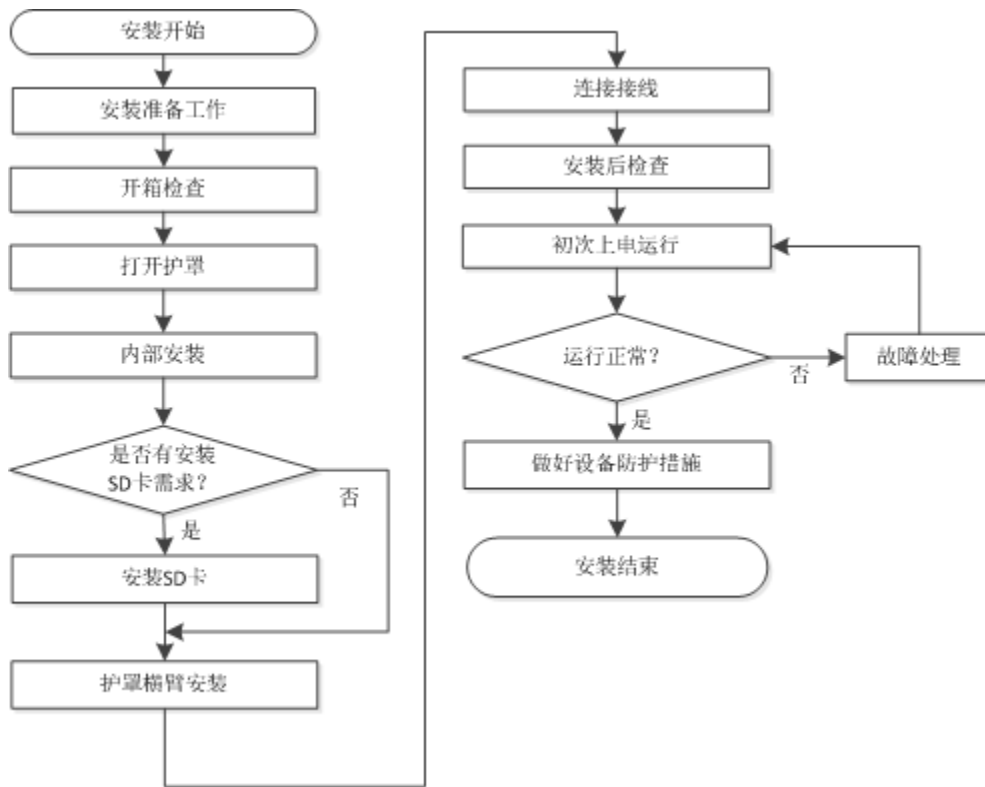 安装开始
安装准备工作
开箱检查
打开护罩
内部安装
是否有安装
SD卡需求？
否
是
安装SD卡
护罩横臂安装
连接接线
安装后检查
初次上电运行
运行正常？
否
故障处理
是
做好设备防护措施
安装结束